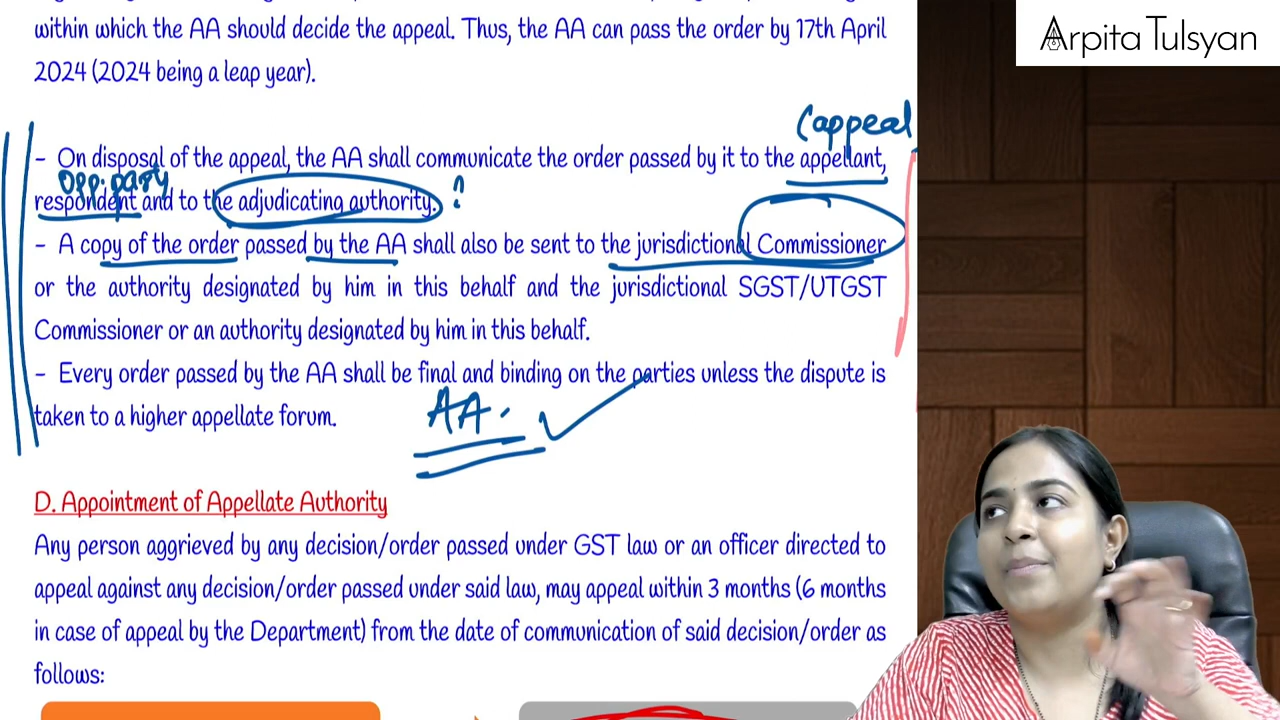 Arpita Tulsyan
within which the AA should decide the appeal. Thus, the AA can pass the order by 17th April
2024 (2024 being a leap year).
(appeal
- On disposal of the appeal, the AA shall communicate the order passed by it to the appellant,
Opp. party
respondent and to the adjudicating authority. ?
- A copy of the order passed by the AA shall also be sent to the jurisdictional Commissioner
or the authority designated by him in this behalf and the jurisdictional SGST/UTGST
Commissioner or an authority designated by him in this behalf.
- Every order passed by the AA shall be final and binding on the parties unless the dispute is
taken to a higher appellate forum.
AA.
D. Appointment of Appellate Authority
Any person aggrieved by any decision/order passed under GST law or an officer directed to
appeal against any decision/order passed under said law, may appeal within 3 months (6 months
in case of appeal by the Department) from the date of communication of said decision/order as
follows: